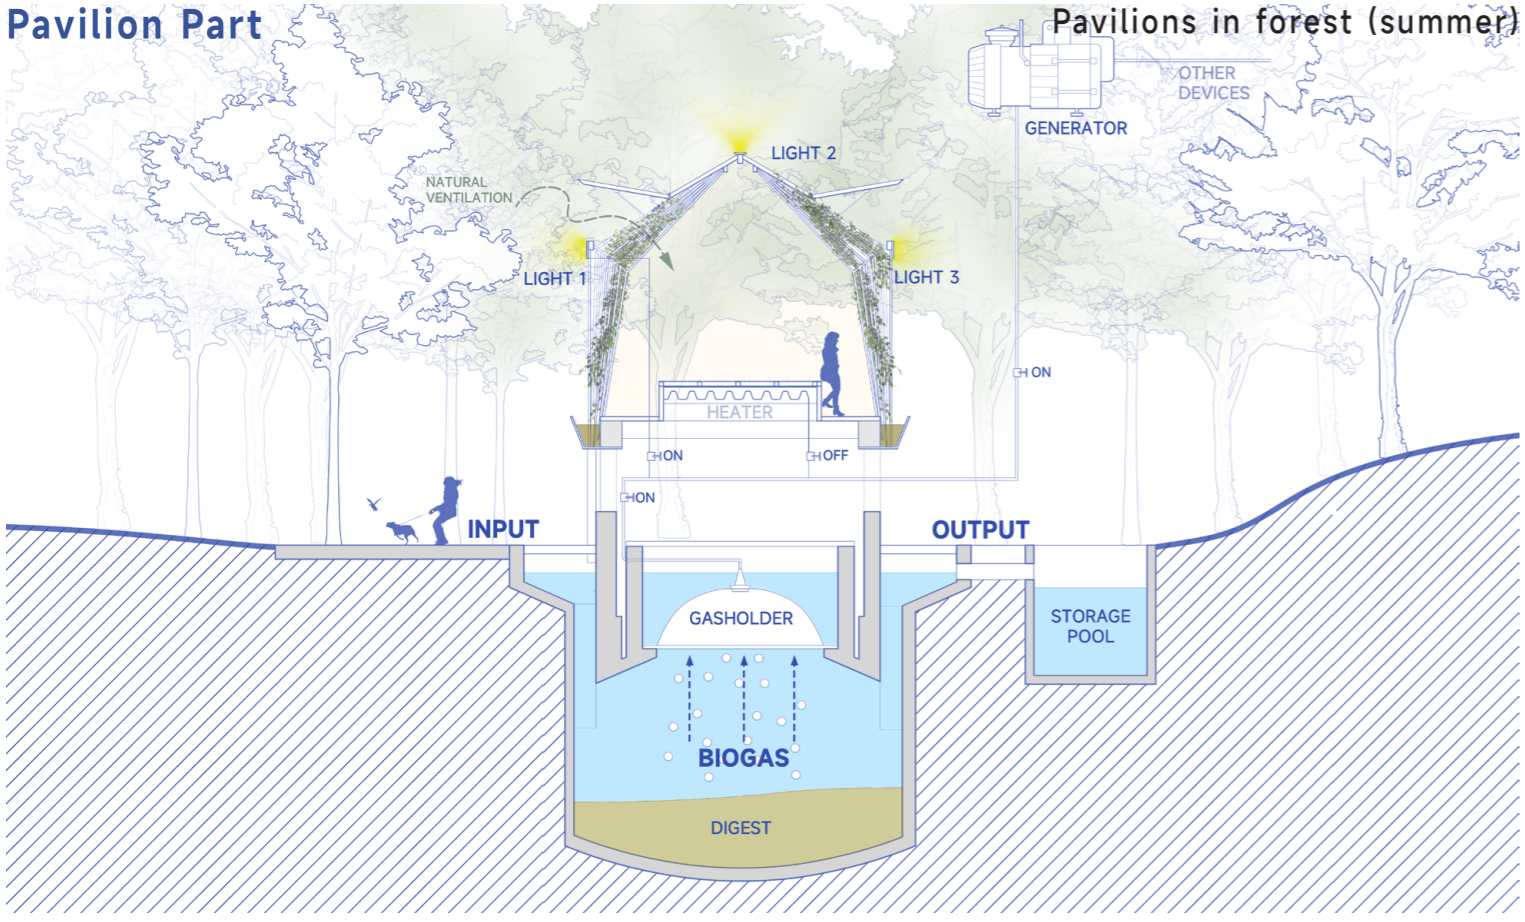 Pavilion Part
Pavilions in forest (summer)
OTHER
DEVICES
GENERATOR
LIGHT 2
NATURAL
VENTILATION
LIGHT 1
LIGHT 3
ON
HEATER
ON
OFF
ON
INPUT
OUTPUT
GASHOLDER
STORAGE
POOL
BIOGAS
DIGEST